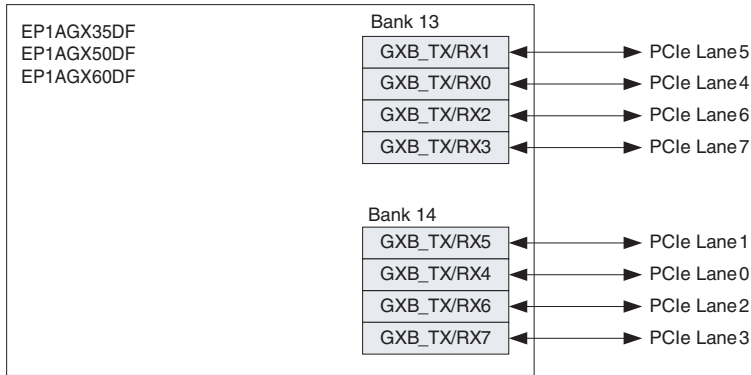 EP1AGX35DF
EP1AGX50DF
EP1AGX60DF
Bank 13
GXB_TX/RX1 PCIe Lane 5
GXB_TX/RX0 PCIe Lane 4
GXB_TX/RX2 PCIe Lane 6
GXB_TX/RX3 PCIe Lane 7
Bank 14
GXB_TX/RX5 PCIe Lane 1
GXB_TX/RX4 PCIe Lane 0
GXB_TX/RX6 PCIe Lane 2
GXB_TX/RX7 PCIe Lane 3